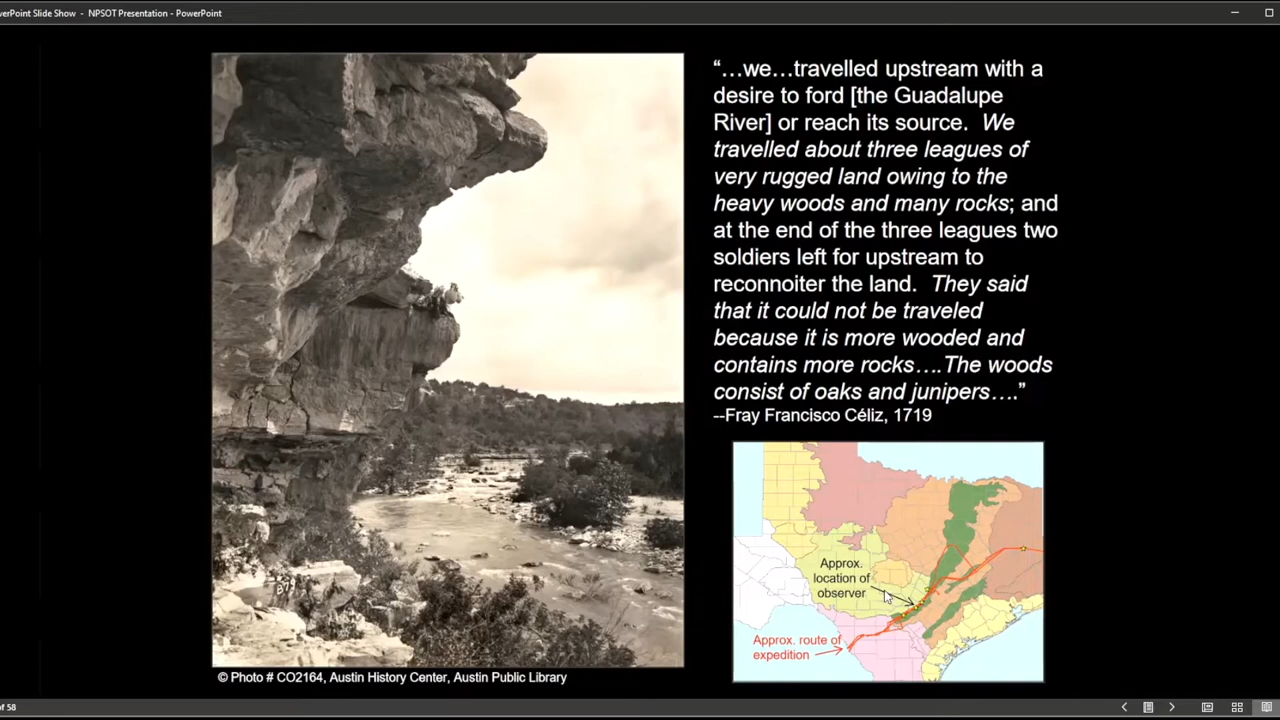 PowerPoint Slide Show - NPSOT Presentation - PowerPoint
“…we…travelled upstream with a
desire to ford [the Guadalupe
River] or reach its source. We
travelled about three leagues of
very rugged land owing to the
heavy woods and many rocks; and
at the end of the three leagues two
soldiers left for upstream to
reconnoiter the land. They said
that it could not be traveled
because it is more wooded and
contains more rocks….The woods
consist of oaks and junipers….”
--Fray Francisco Céliz, 1719
Approx.
location of
observer
Approx. route of
expedition
© Photo # CO2164, Austin History Center, Austin Public Library
of 58